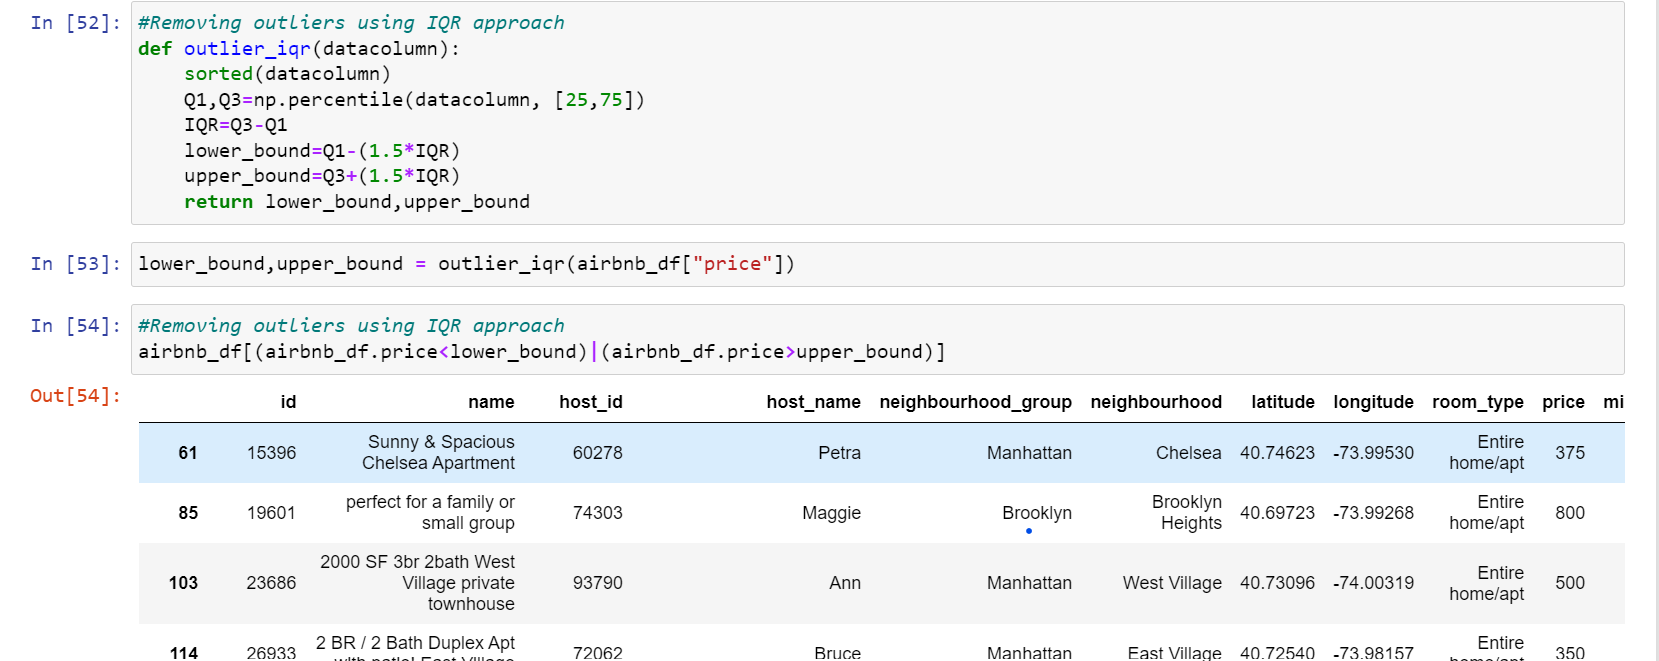 In [52]: #Removing outliers using IQR approach
def outlier_iqr(datacolumn):
    sorted(datacolumn)
    Q1,Q3=np.percentile(datacolumn, [25,75])
    IQR=Q3-Q1
    lower_bound=Q1-(1.5*IQR)
    upper_bound=Q3+(1.5*IQR)
    return lower_bound,upper_bound
In [53]: lower_bound,upper_bound = outlier_iqr(airbnb_df["price"])
In [54]: #Removing outliers using IQR approach
airbnb_df[(airbnb_df.price<lower_bound)|(airbnb_df.price>upper_bound)]
Out[54]:
id name host_id host_name neighbourhood_group neighbourhood latitude longitude room_type price mi
61 15396 Sunny & Spacious Chelsea Apartment 60278 Petra Manhattan Chelsea 40.74623 -73.99530 Entire home/apt 375
85 19601 perfect for a family or small group 74303 Maggie Brooklyn Brooklyn Heights 40.69723 -73.99268 Entire home/apt 800
103 23686 2000 SF 3br 2bath West Village private townhouse 93790 Ann Manhattan West Village 40.73096 -74.00319 Entire home/apt 500
114 26933 2 BR / 2 Bath Duplex Apt 72062 Bruce Manhattan East Village 40.72540 -73.98157 Entire 350